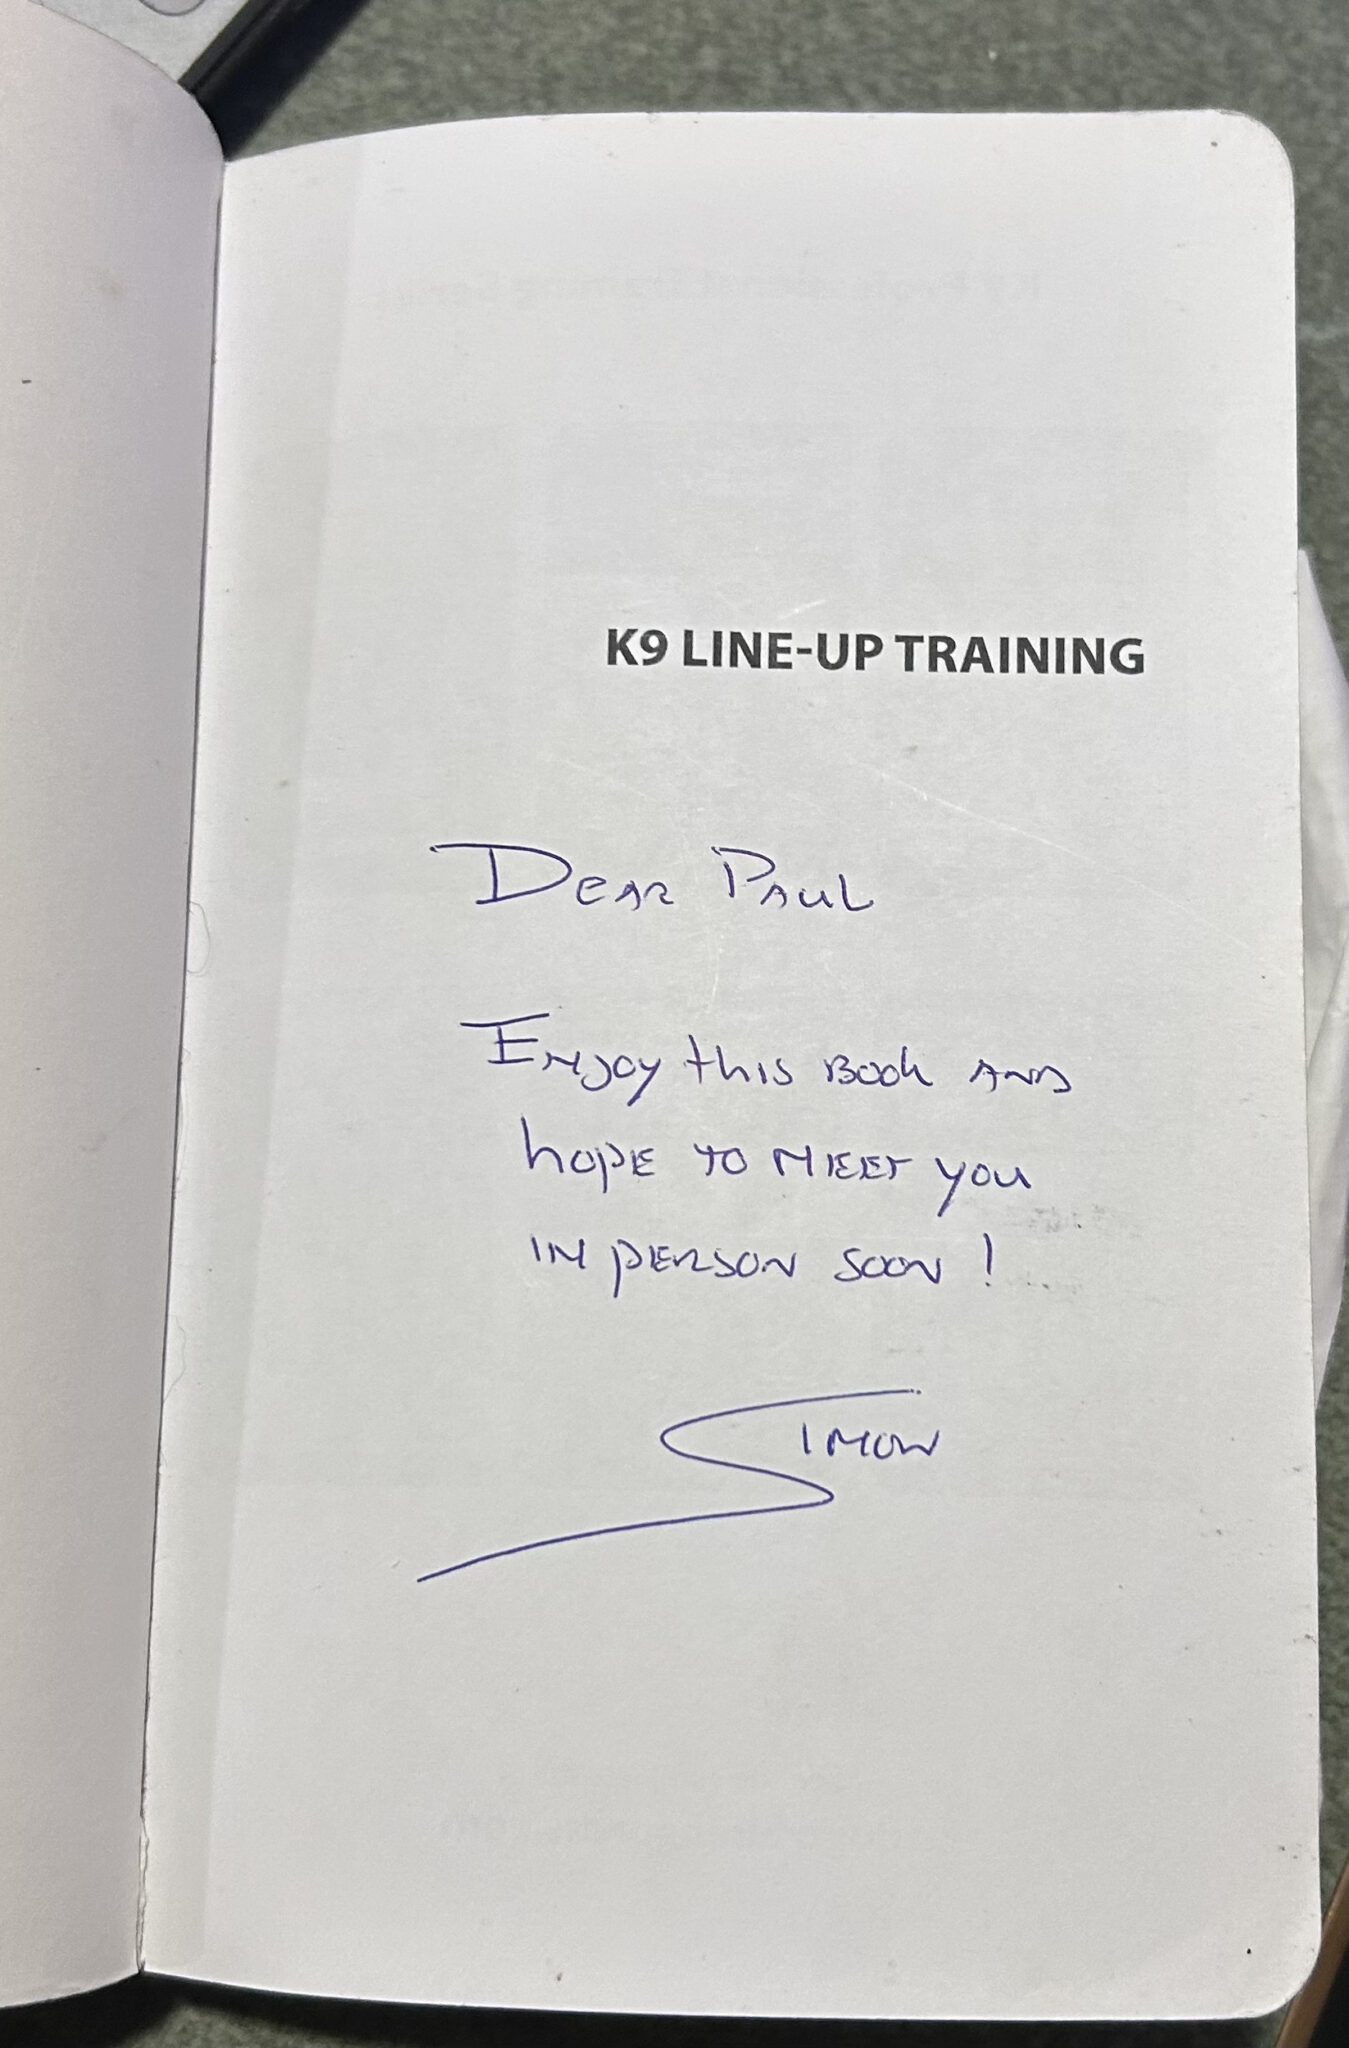 K9 LINE-UP TRAINING
DEAR PAUL
ENJOY this BOOK AND
hOPE TO MEET you
IN PERSON SOON !
SIMON